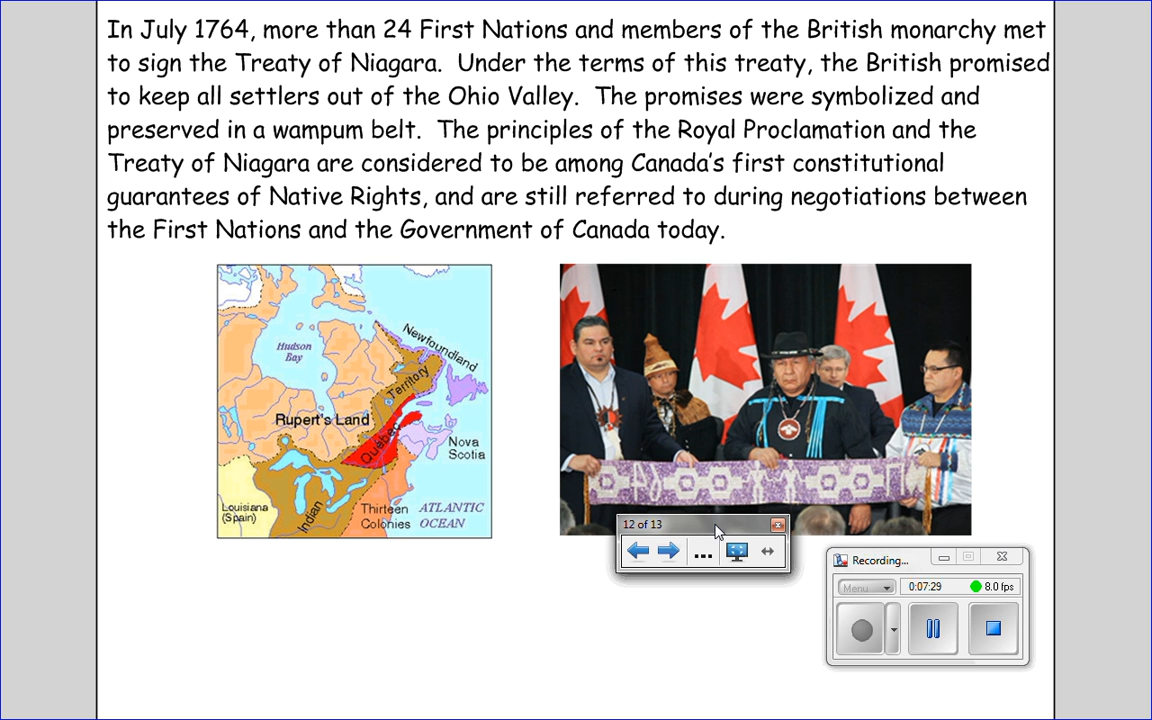 In July 1764, more than 24 First Nations and members of the British monarchy met
to sign the Treaty of Niagara.  Under the terms of this treaty, the British promised
to keep all settlers out of the Ohio Valley.  The promises were symbolized and
preserved in a wampum belt.  The principles of the Royal Proclamation and the
Treaty of Niagara are considered to be among Canada's first constitutional
guarantees of Native Rights, and are still referred to during negotiations between
the First Nations and the Government of Canada today.
Newfoundland
Hudson
Bay
Territory
Rupert's Land
Quebec
Nova
Scotia
Louisiana
(Spain)
Indian
Thirteen
Colonies
ATLANTIC
OCEAN
12 of 13
...
Recording...
Menu
0:07:29
8.0 fps